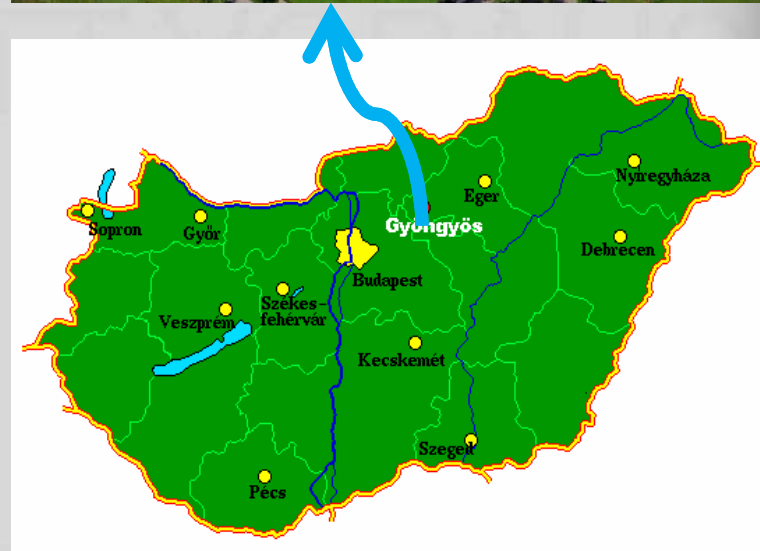 Nyíregyháza
Eger
Sopron
Győr
Gyöngyös
Debrecen
Budapest
Székes-
fehérvár
Veszprém
Kecskemét
Szeged
Pécs